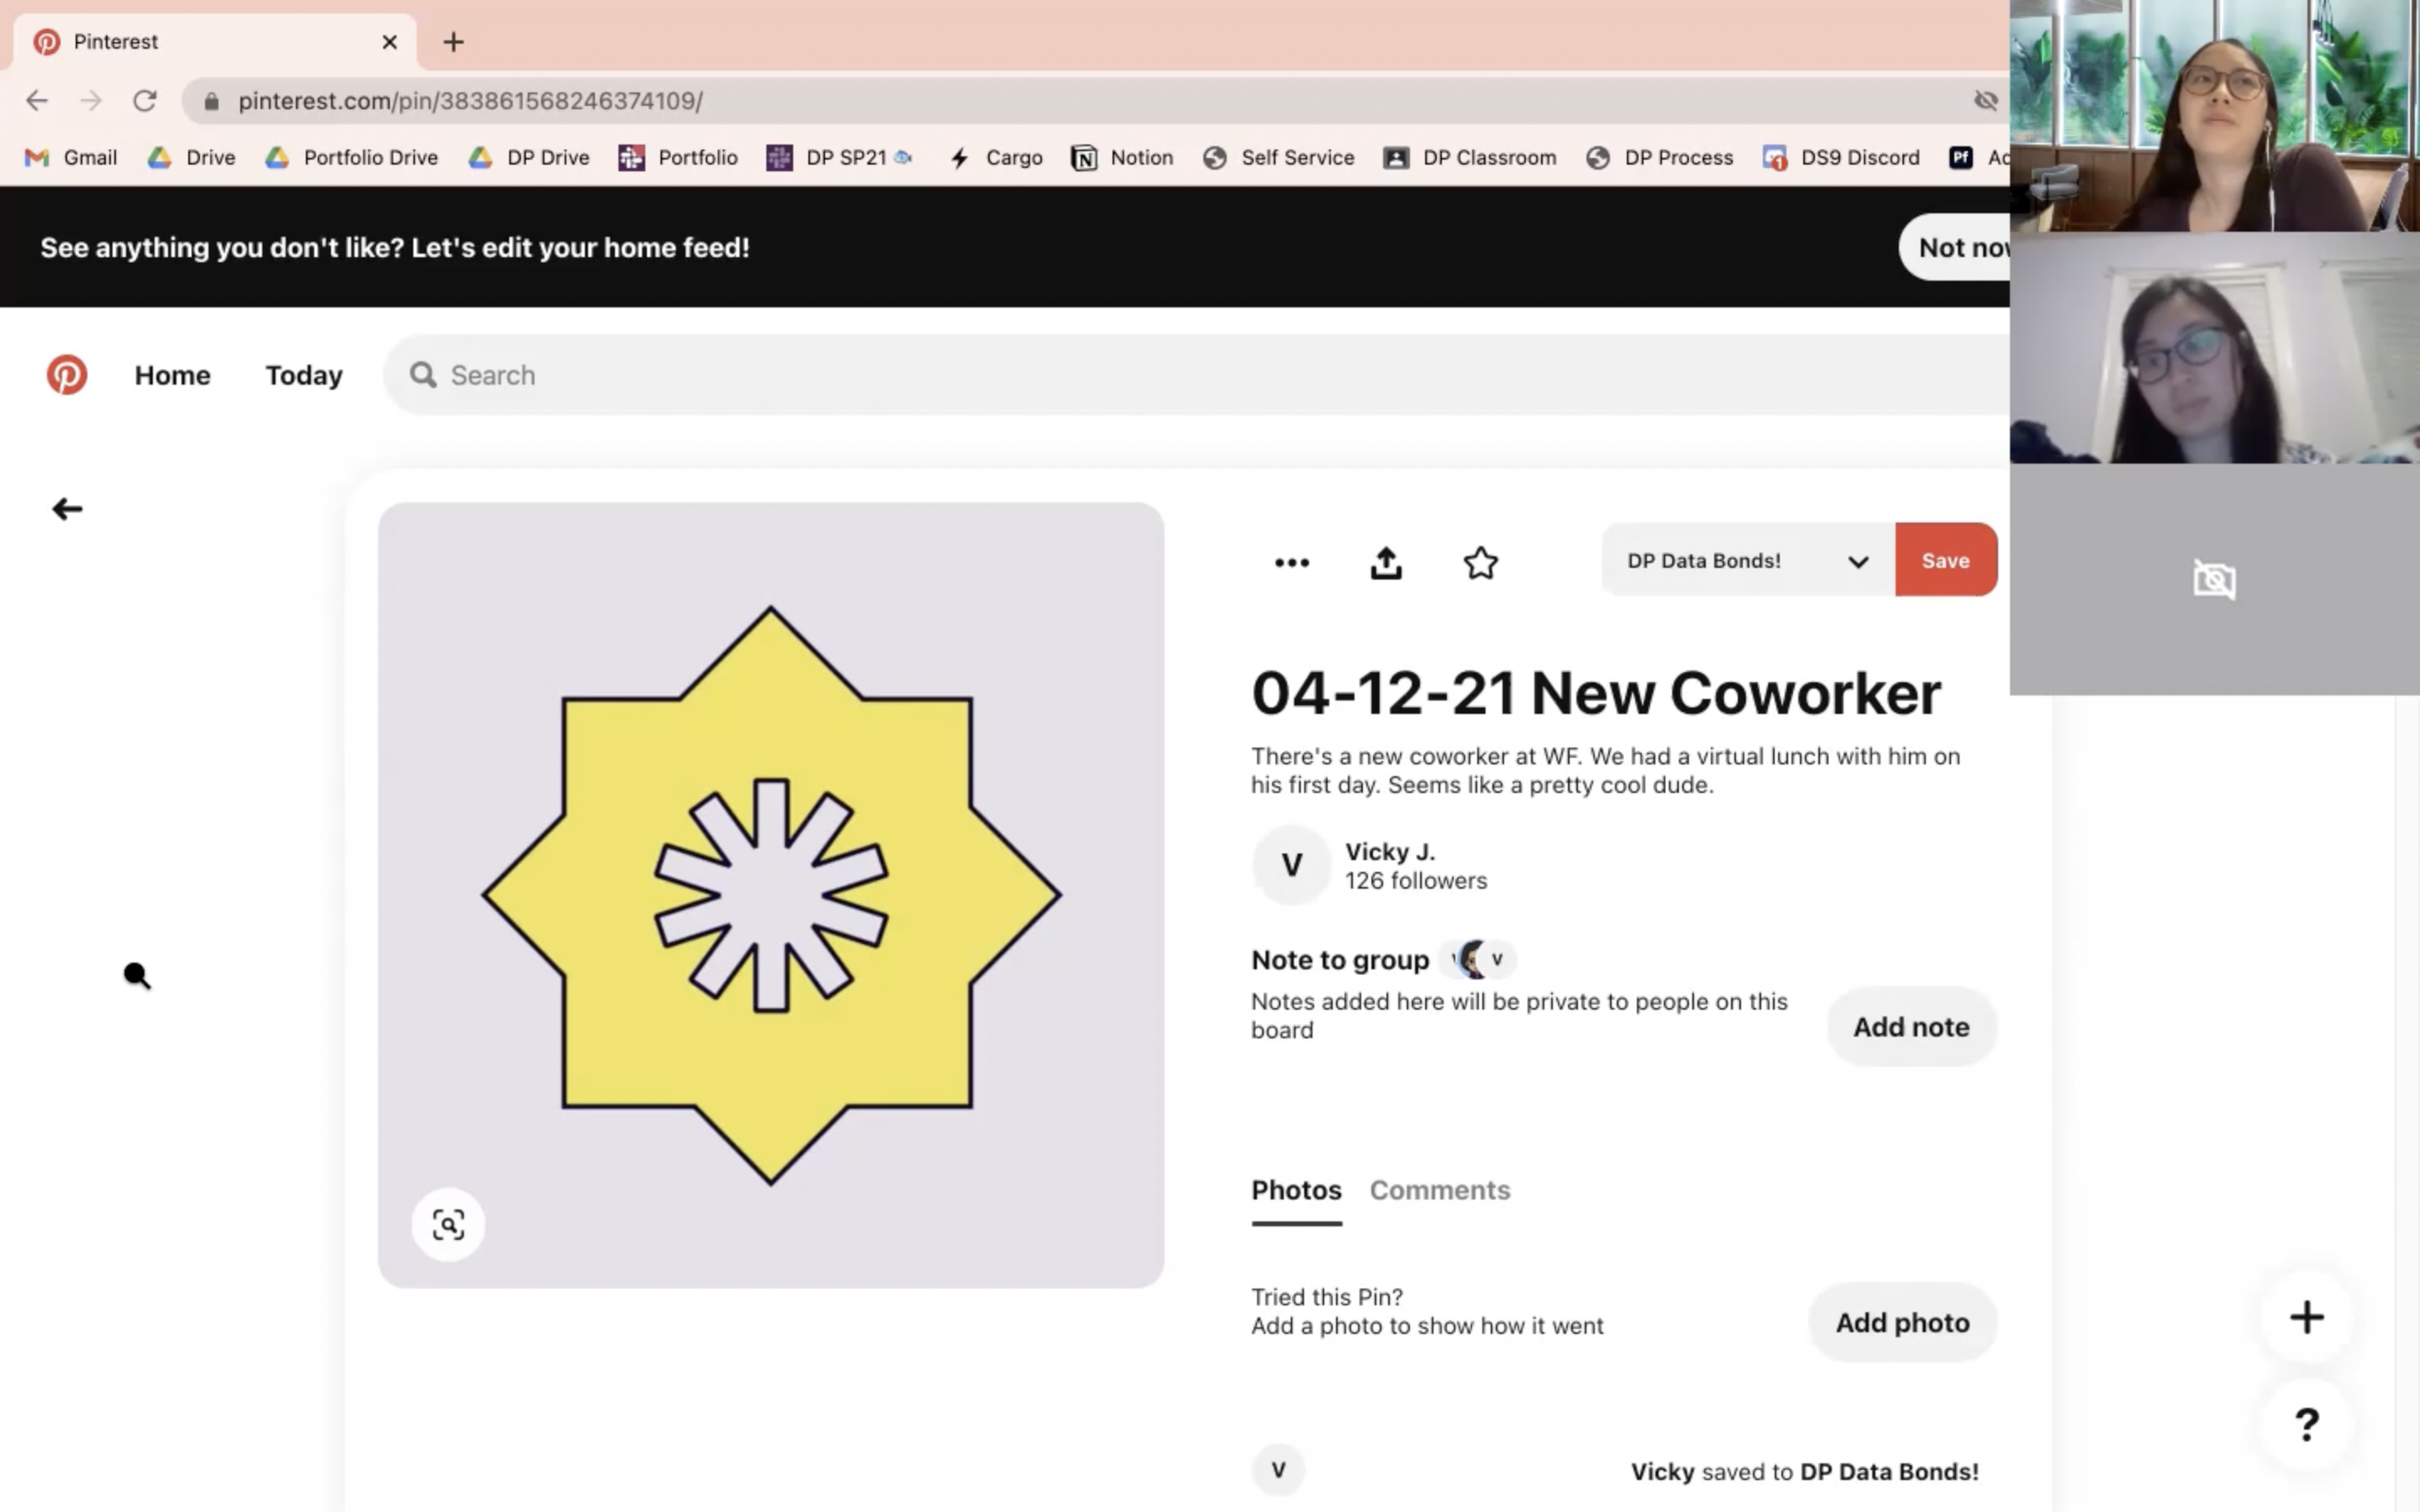 Pinterest
pinterest.com/pin/383861568246374109/
Gmail Drive Portfolio Drive DP Drive Portfolio DP SP21 Cargo Notion Self Service DP Classroom DP Process DS9 Discord Pf
See anything you don't like? Let's edit your home feed!
Not
Home Today Search
DP Data Bonds! Save
04-12-21 New Coworker
There's a new coworker at WF. We had a virtual lunch with him on
his first day. Seems like a pretty cool dude.
V Vicky J.
126 followers
Note to group V
Notes added here will be private to people on this
board
Add note
Photos Comments
Tried this Pin?
Add a photo to show how it went
Add photo
?
V Vicky saved to DP Data Bonds!